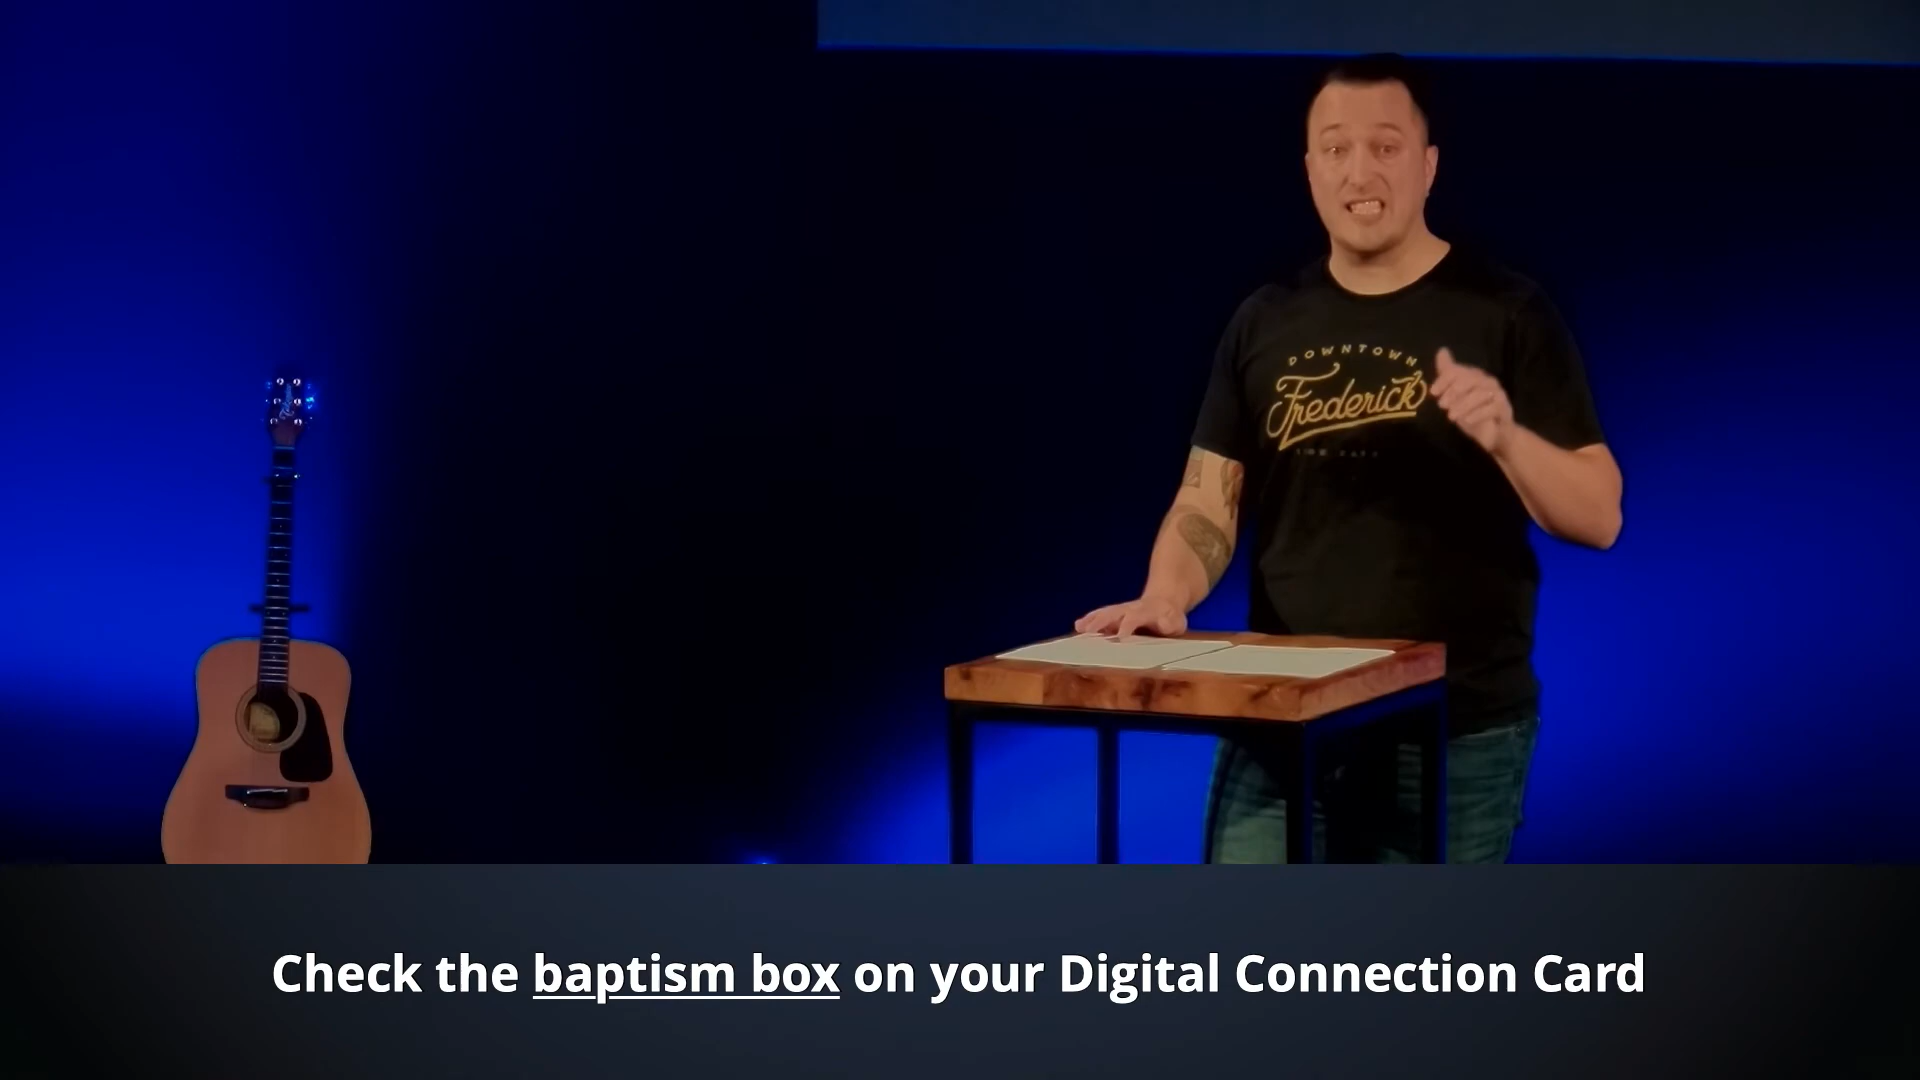 DOWNTOWN
Frederick
Check the baptism box on your Digital Connection Card